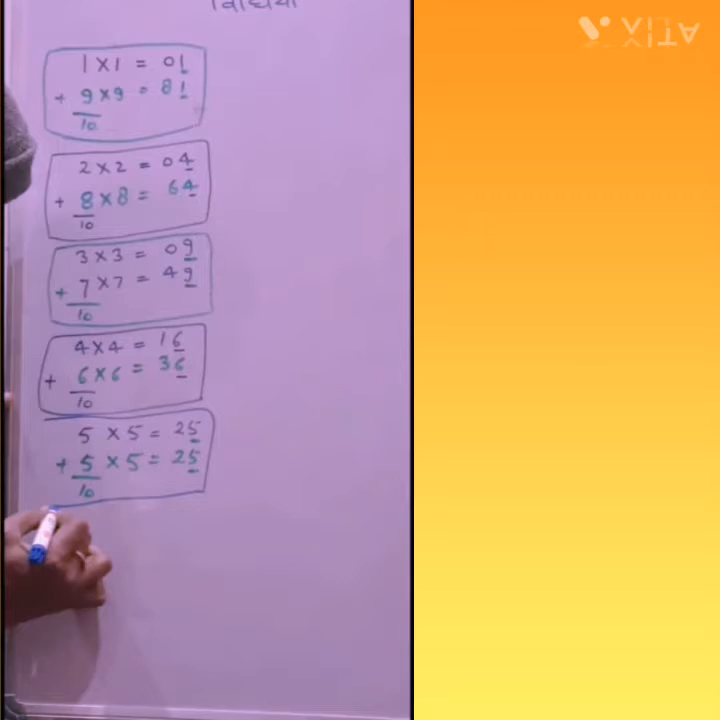 विधियाँ
1 × 1 = 01
+ 9 × 9 = 81
10
2 × 2 = 04
+ 8 × 8 = 64
10
3 × 3 = 09
+ 7 × 7 = 49
10
4 × 4 = 16
+ 6 × 6 = 36
10
5 × 5 = 25
+ 5 × 5 = 25
10